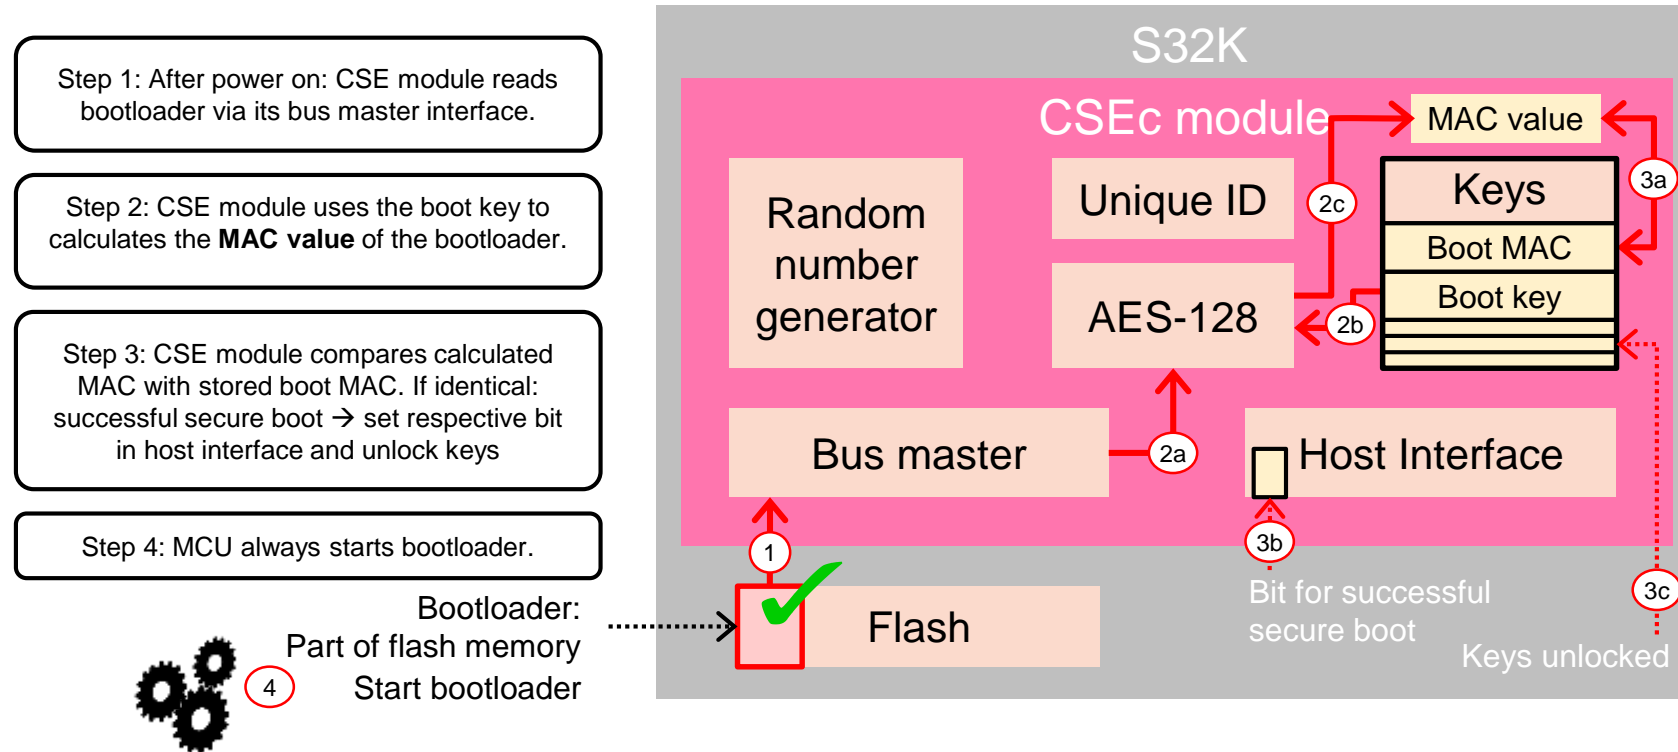 Step 1: After power on: CSE module reads
bootloader via its bus master interface.
Step 2: CSE module uses the boot key to
calculates the MAC value of the bootloader.
Step 3: CSE module compares calculated
MAC with stored boot MAC. If identical:
successful secure boot → set respective bit
in host interface and unlock keys
Step 4: MCU always starts bootloader.
Bootloader:
Part of flash memory
Start bootloader
4
S32K
CSEc module
MAC value
Random
number
generator
Unique ID
2c
Keys
3a
Boot MAC
Boot key
AES-128
2b
Bus master
2a
Host Interface
1
3b
3c
Flash
Bit for successful
secure boot
Keys unlocked